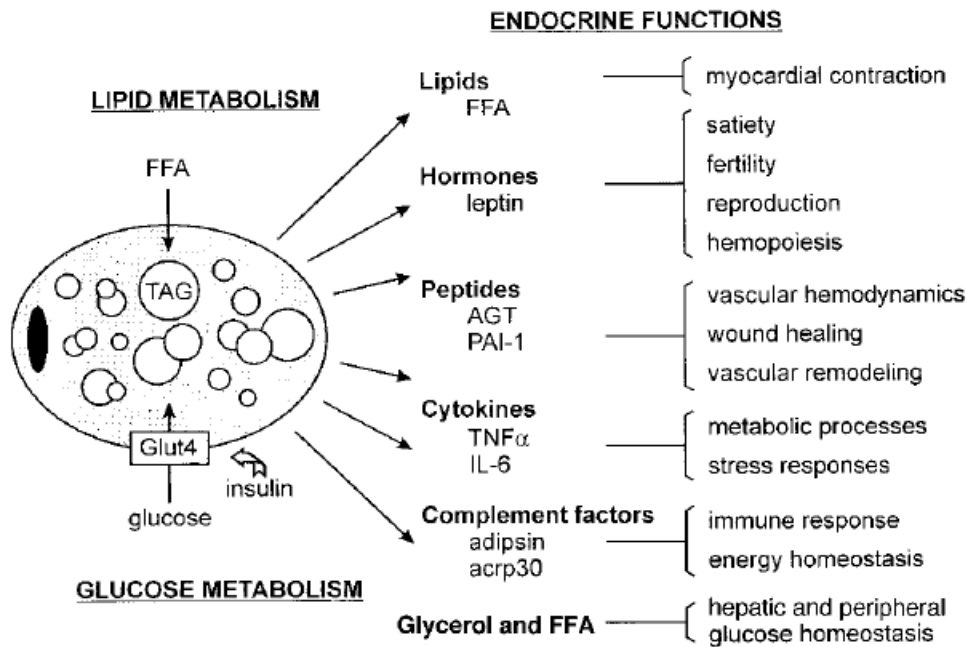 ENDOCRINE FUNCTIONS
LIPID METABOLISM
FFA
TAG
Glut4
insulin
glucose
GLUCOSE METABOLISM
Lipids
FFA
myocardial contraction
Hormones
leptin
satiety
fertility
reproduction
hemopoiesis
Peptides
AGT
PAI-1
vascular hemodynamics
wound healing
vascular remodeling
Cytokines
TNFα
IL-6
metabolic processes
stress responses
Complement factors
adipsin
acrp30
immune response
energy homeostasis
Glycerol and FFA
hepatic and peripheral
glucose homeostasis